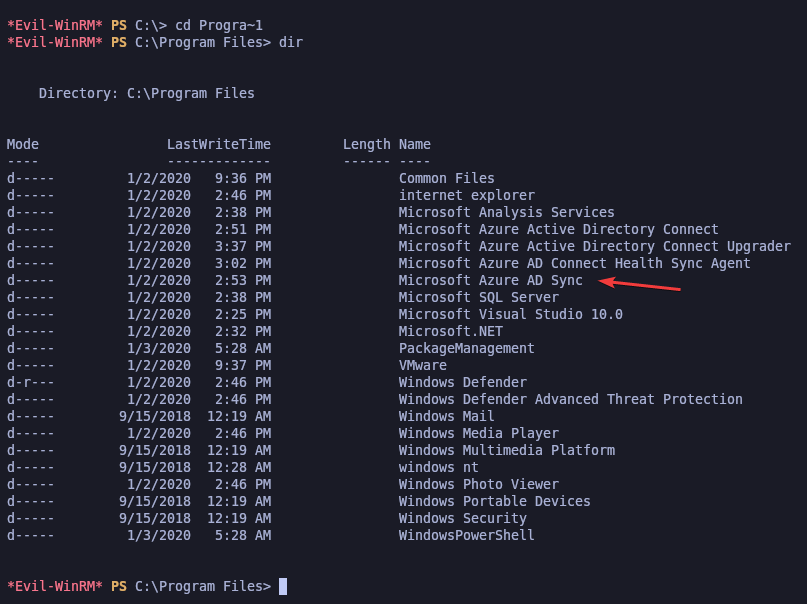 *Evil-WinRM* PS C:\> cd Progra~1
*Evil-WinRM* PS C:\Program Files> dir
    Directory: C:\Program Files
Mode                LastWriteTime         Length Name
----                -------------         ------ ----
d-----         1/2/2020   9:36 PM                Common Files
d-----         1/2/2020   2:46 PM                internet explorer
d-----         1/2/2020   2:38 PM                Microsoft Analysis Services
d-----         1/2/2020   2:51 PM                Microsoft Azure Active Directory Connect
d-----         1/2/2020   3:37 PM                Microsoft Azure Active Directory Connect Upgrader
d-----         1/2/2020   3:02 PM                Microsoft Azure AD Connect Health Sync Agent
d-----         1/2/2020   2:53 PM                Microsoft Azure AD Sync
d-----         1/2/2020   2:38 PM                Microsoft SQL Server
d-----         1/2/2020   2:25 PM                Microsoft Visual Studio 10.0
d-----         1/2/2020   2:32 PM                Microsoft.NET
d-----         1/3/2020   5:28 AM                PackageManagement
d-----         1/2/2020   9:37 PM                VMware
d-r---         1/2/2020   2:46 PM                Windows Defender
d-----         1/2/2020   2:46 PM                Windows Defender Advanced Threat Protection
d-----        9/15/2018  12:19 AM                Windows Mail
d-----         1/2/2020   2:46 PM                Windows Media Player
d-----        9/15/2018  12:19 AM                Windows Multimedia Platform
d-----        9/15/2018  12:28 AM                windows nt
d-----         1/2/2020   2:46 PM                Windows Photo Viewer
d-----        9/15/2018  12:19 AM                Windows Portable Devices
d-----        9/15/2018  12:19 AM                Windows Security
d-----         1/3/2020   5:28 AM                WindowsPowerShell
*Evil-WinRM* PS C:\Program Files>